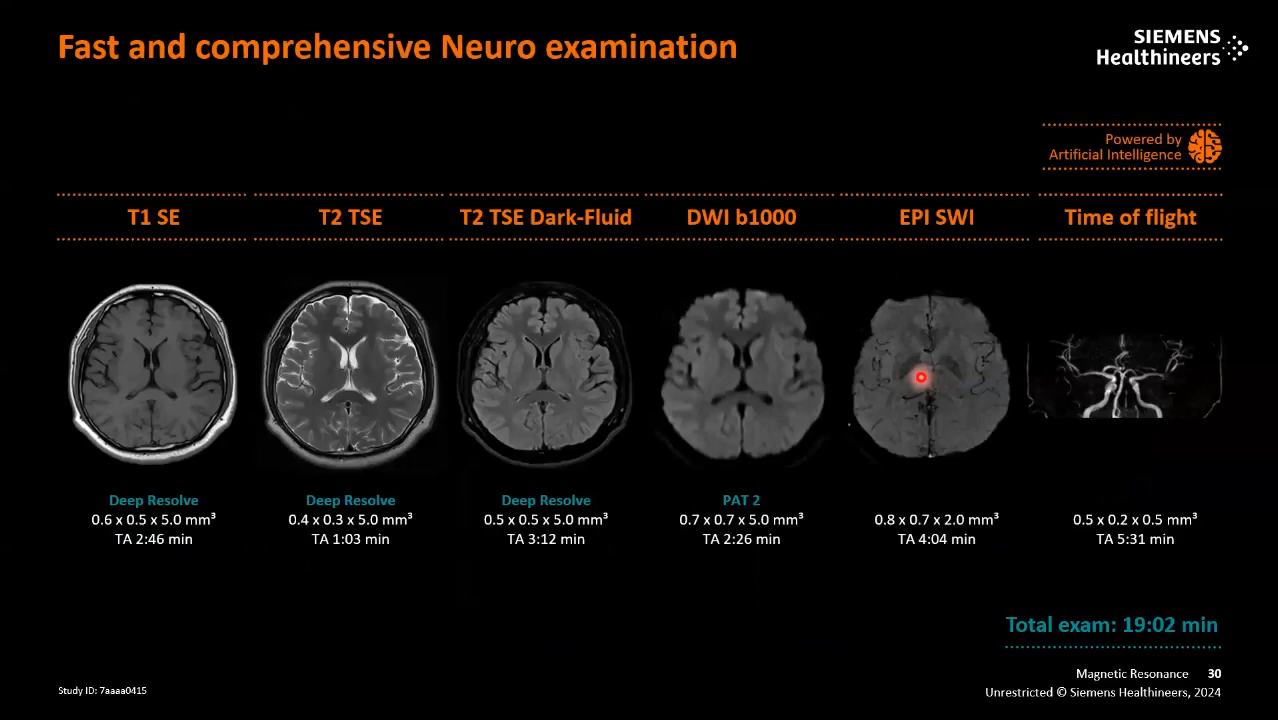 Fast and comprehensive Neuro examination
SIEMENS
Healthineers
Powered by
Artificial Intelligence
T1 SE
T2 TSE
T2 TSE Dark-Fluid
DWI b1000
EPI SWI
Time of flight
Deep Resolve
0.6 x 0.5 x 5.0 mm³
TA 2:46 min
Deep Resolve
0.4 x 0.3 x 5.0 mm³
TA 1:03 min
Deep Resolve
0.5 x 0.5 x 5.0 mm³
TA 3:12 min
PAT 2
0.7 x 0.7 x 5.0 mm³
TA 2:26 min
0.8 x 0.7 x 2.0 mm³
TA 4:04 min
0.5 x 0.2 x 0.5 mm³
TA 5:31 min
Total exam: 19:02 min
Magnetic Resonance 30
Study ID: 7aaaa0415
Unrestricted © Siemens Healthineers, 2024